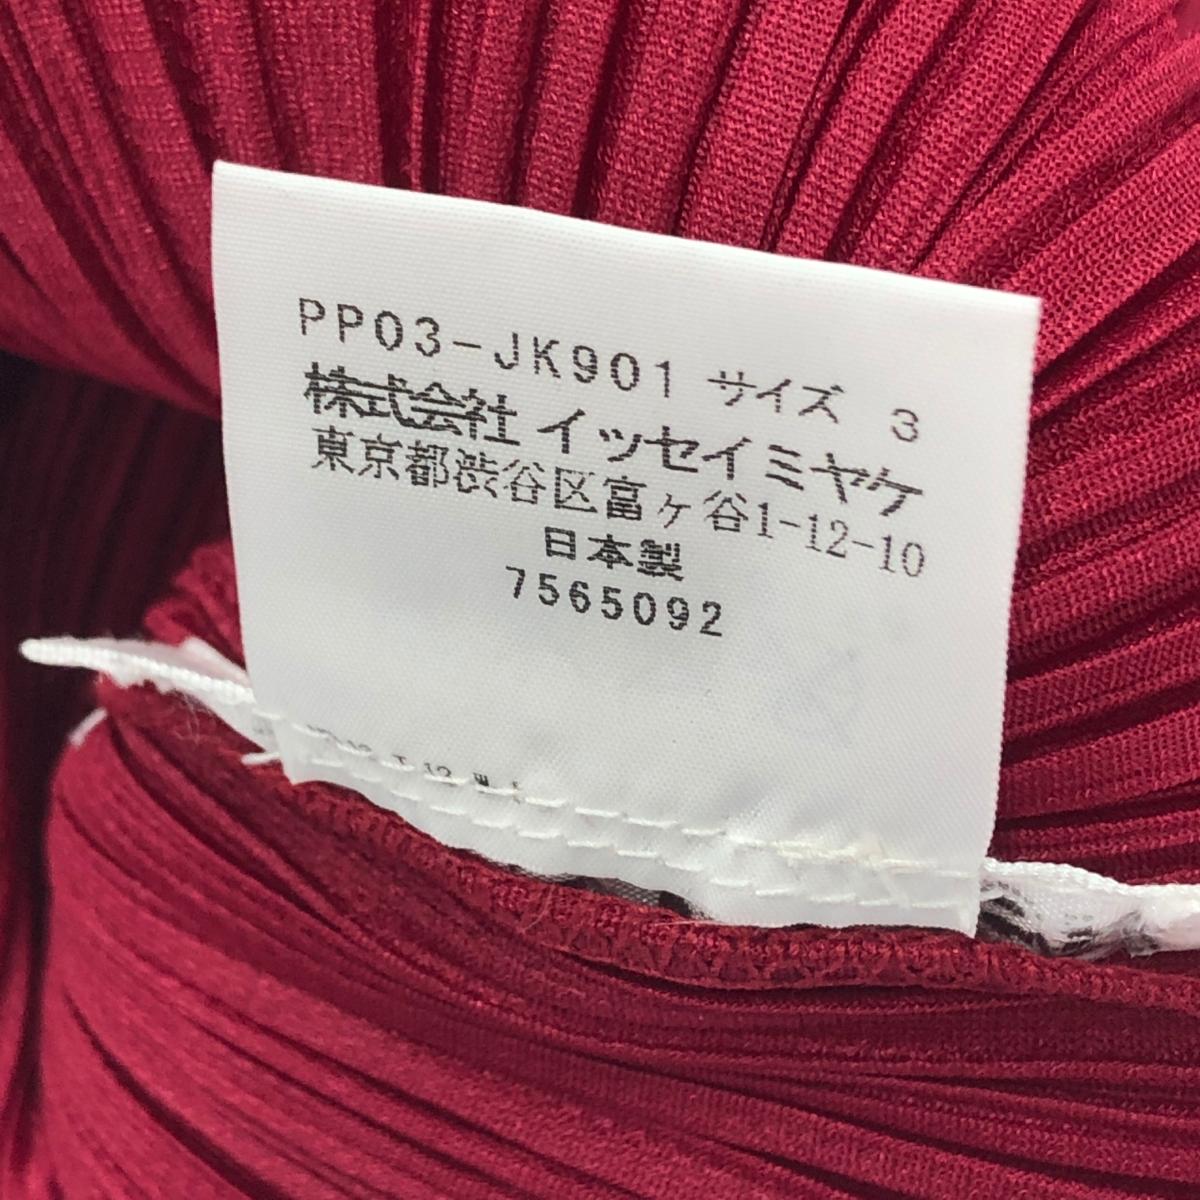 PP03-JK901 サイズ 3
株式会社 イッセイミヤケ
東京都渋谷区富ヶ谷1-12-10
日本製
7565092